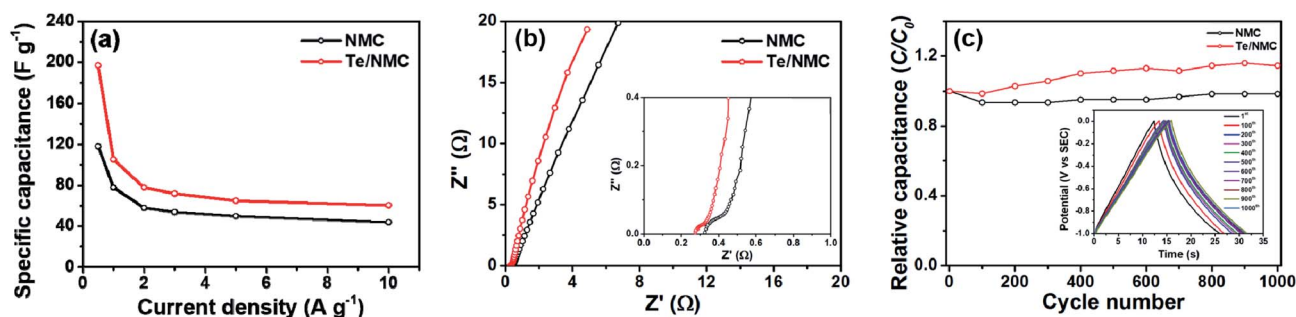 (a)
NMC
Te/NMC
Specific capacitance (F g⁻¹)
240
200
160
120
80
40
0
0 2 4 6 8 10
Current density (A g⁻¹)
(b)
NMC
Te/NMC
Z'' (Ω)
20
15
10
5
0
0 4 8 12 16 20
Z' (Ω)
Z'' (Ω)
0.4
0.2
0.0
0.0 0.2 0.4 0.6 0.8 1.0
Z' (Ω)
(c)
NMC
Te/NMC
Relative capacitance (C/C₀)
1.2
0.8
0.4
0.0
0 200 400 600 800 1000
Cycle number
Potential (V vs SEC)
0.0
-0.2
-0.4
-0.6
-0.8
-1.0
0 5 10 15 20 25 30 35
Time (s)
1ˢᵗ
100ᵗʰ
200ᵗʰ
300ᵗʰ
400ᵗʰ
500ᵗʰ
600ᵗʰ
700ᵗʰ
800ᵗʰ
900ᵗʰ
1000ᵗʰ